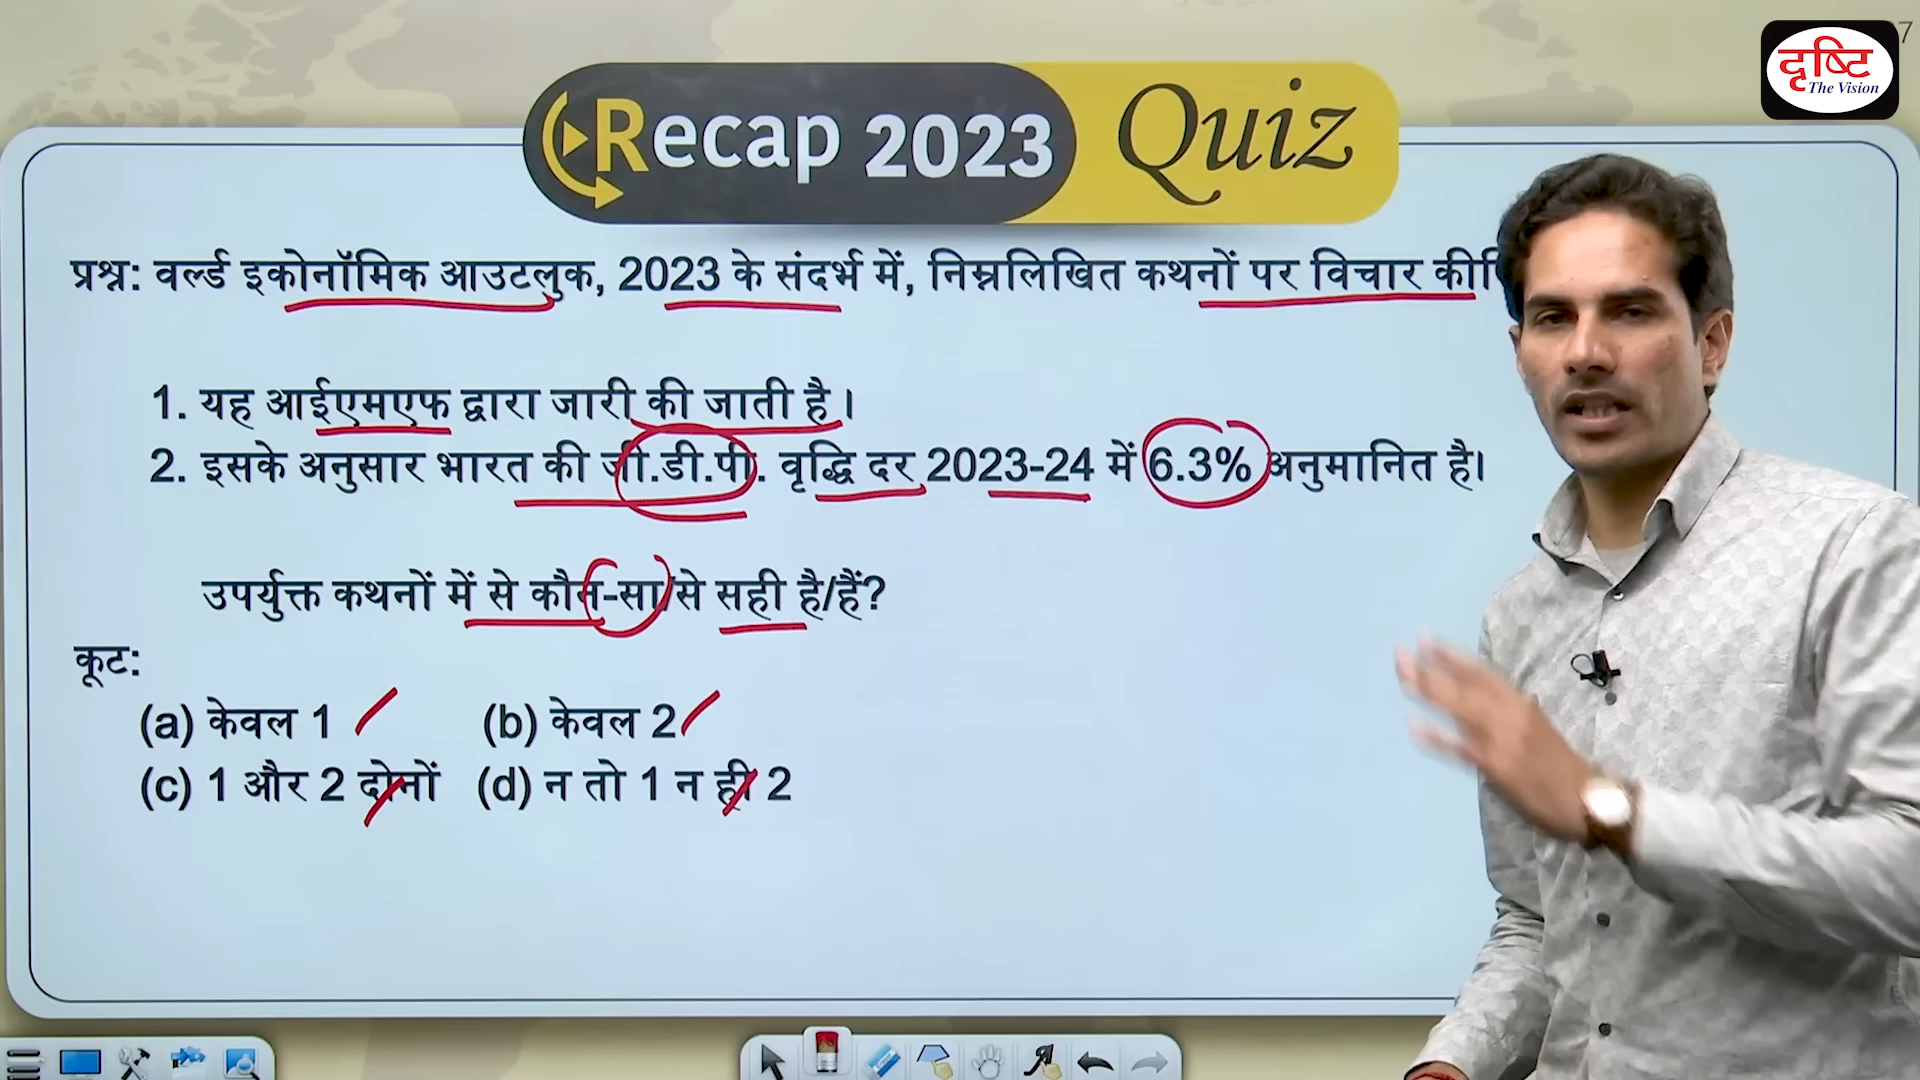 दृष्टि
The Vision
7
Recap 2023 Quiz
प्रश्न: वर्ल्ड इकोनॉमिक आउटलुक, 2023 के संदर्भ में, निम्नलिखित कथनों पर विचार
1. यह आईएमएफ द्वारा जारी की जाती है।
2. इसके अनुसार भारत की जी.डी.पी. वृद्धि दर 2023-24 में 6.3% अनुमानित है।
उपर्युक्त कथनों में से कौन-सा/से सही है/हैं?
कूट:
(a) केवल 1 (b) केवल 2
(c) 1 और 2 दोनों (d) न तो 1 न ही 2